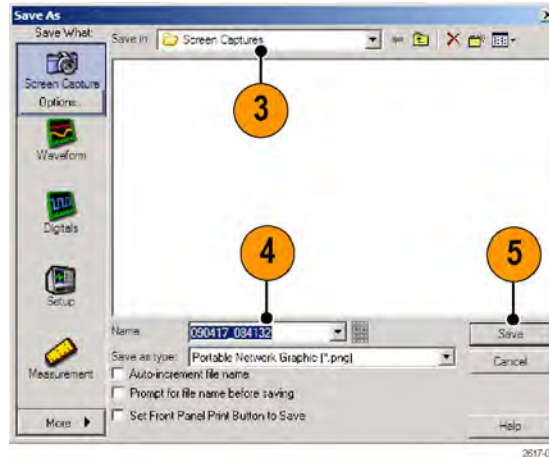 Save As
Save What:
Save in: Screen Captures
Screen Capture
Options...
Waveform
Digitals
Setup
Measurement
More
3
4
5
Name 090417_084132
Save as type: Portable Network Graphic (*.png)
Auto-increment file name
Prompt for file name before saving
Set Front Panel Print Button to Save
Save
Cancel
Help